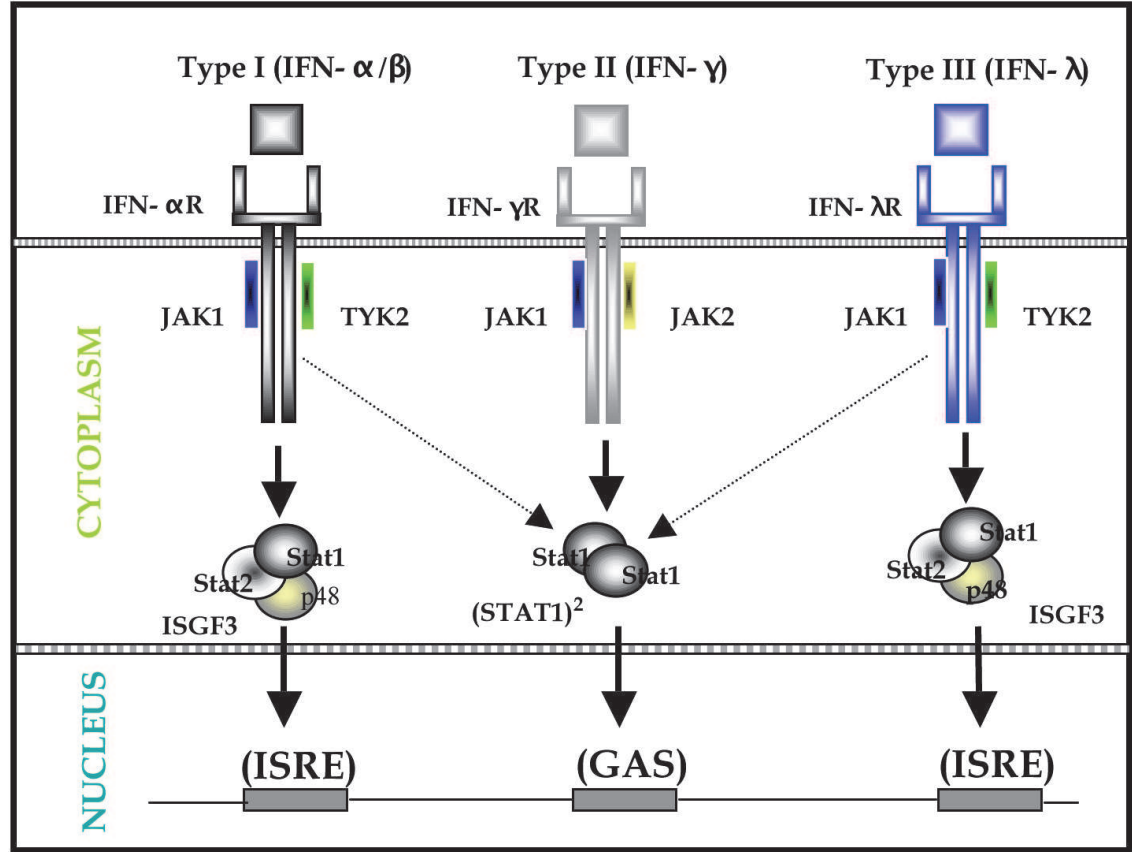 Type I (IFN- α /β)
Type II (IFN- γ)
Type III (IFN- λ)
IFN- αR
IFN- γR
IFN- λR
JAK1
TYK2
JAK1
JAK2
JAK1
TYK2
CYTOPLASM
Stat1
Stat2
p48
ISGF3
Stat1
Stat1
(STAT1)²
Stat1
Stat2
p48
ISGF3
NUCLEUS
(ISRE)
(GAS)
(ISRE)